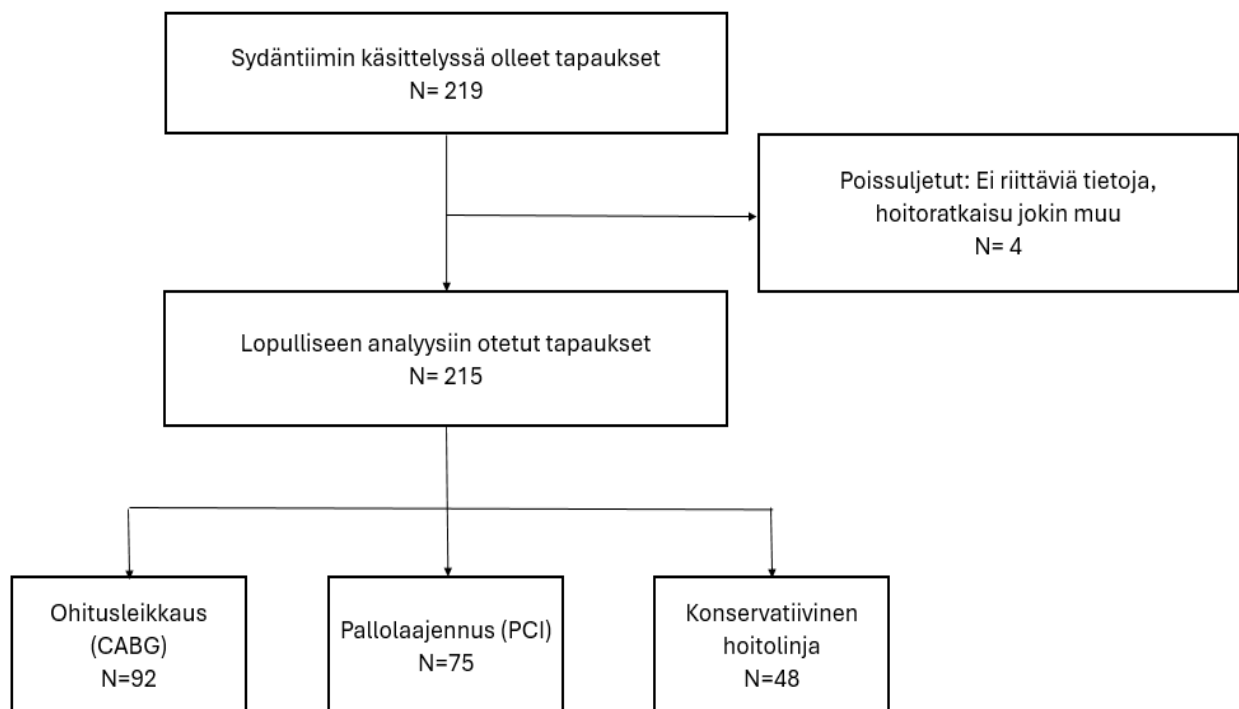 Sydäntiimin käsittelyssä olleet tapaukset
N= 219
Poissuljetut: Ei riittäviä tietoja,
hoitoratkaisu jokin muu
N= 4
Lopulliseen analyysiin otetut tapaukset
N= 215
Ohitusleikkaus
(CABG)
N=92
Pallolaajennus (PCI)
N=75
Konservatiivinen
hoitolinja
N=48